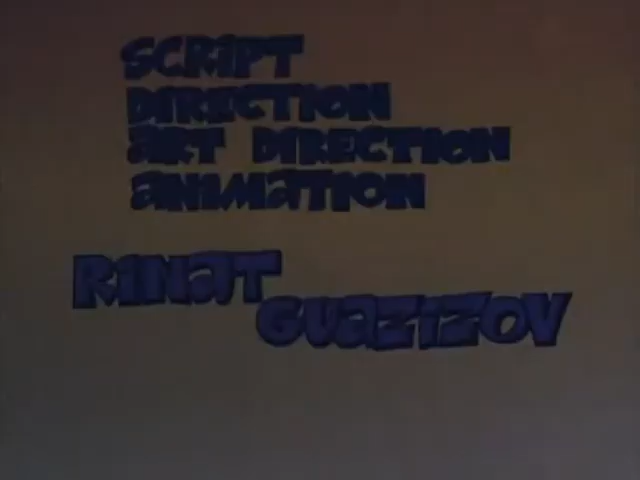 SCRIPT
DIRECTION
ART DIRECTION
ANIMATION
RINAT
GUAZIZOV